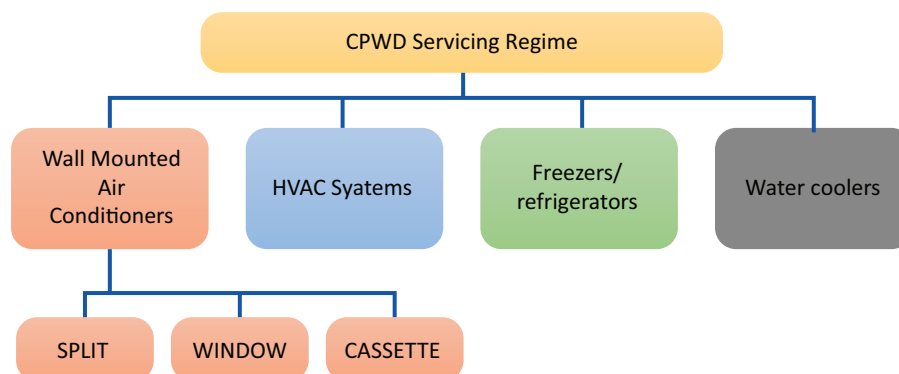 CPWD Servicing Regime
Wall Mounted
Air
Conditioners
HVAC Syatems
Freezers/
refrigerators
Water coolers
SPLIT
WINDOW
CASSETTE